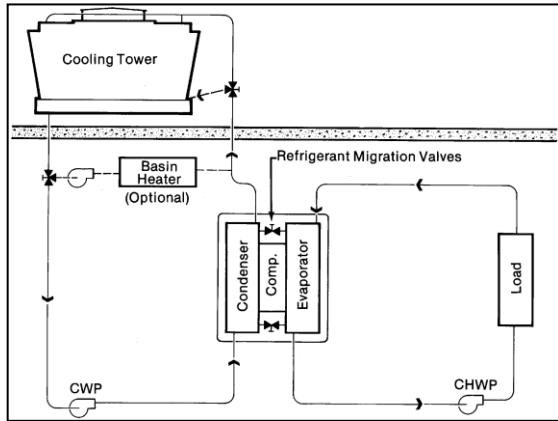 Cooling Tower
Refrigerant Migration Valves
Basin
Heater
(Optional)
Condenser
Comp.
Evaporator
Load
CWP
CHWP